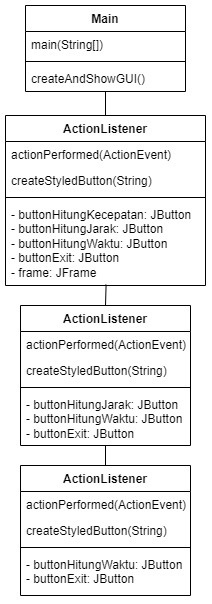 Main
main(String[])
createAndShowGUI()
ActionListener
actionPerformed(ActionEvent)
createStyledButton(String)
- buttonHitungKecepatan: JButton
- buttonHitungJarak: JButton
- buttonHitungWaktu: JButton
- buttonExit: JButton
- frame: JFrame
ActionListener
actionPerformed(ActionEvent)
createStyledButton(String)
- buttonHitungJarak: JButton
- buttonHitungWaktu: JButton
- buttonExit: JButton
ActionListener
actionPerformed(ActionEvent)
createStyledButton(String)
- buttonHitungWaktu: JButton
- buttonExit: JButton